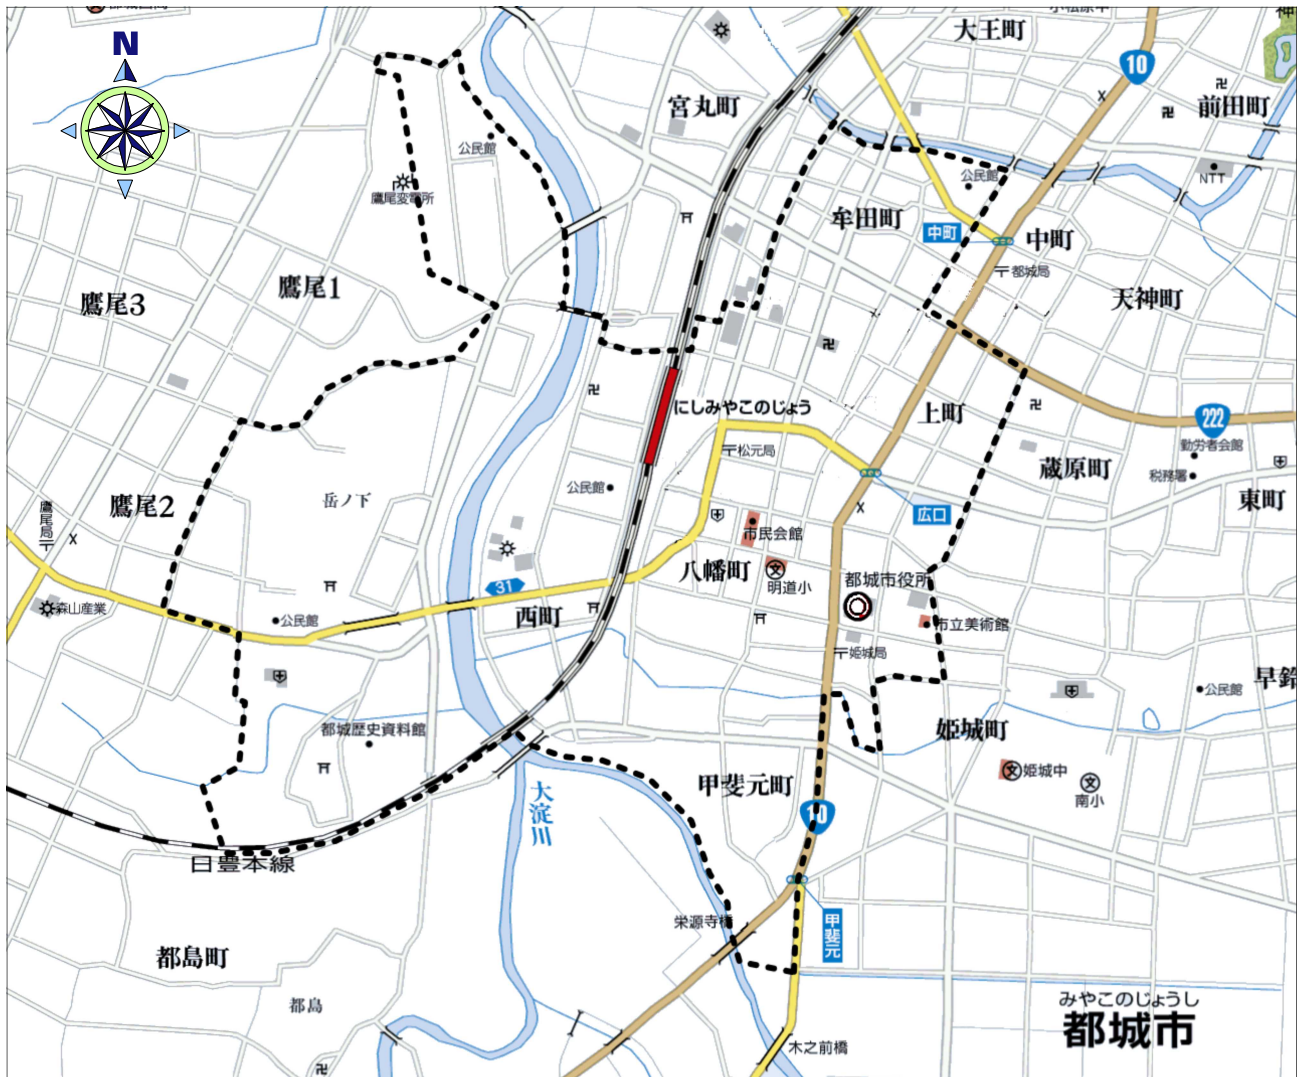 N
大王町
10
宮丸町
前田町
公民館
NTT
公民館
鷹尾変電所
牟田町
中町
中町
〒都城局
鷹尾1
鷹尾3
天神町
にしみやこのじょう
上町
222
勤労者会館
〒松元局
蔵原町
税務署
公民館
岳ノ下
鷹尾2
鷹尾局〒
東町
広口
市民会館
八幡町
都城市役所
明道小
31
森山産業
公民館
西町
市立美術館
〒姫城局
早鈴
公民館
都城歴史資料館
姫城町
姫城中
南小
甲斐元町
大淀川
10
日豊本線
栄源寺橋
甲斐元
都島町
都島
みやこのじょうし
都城市
木之前橋